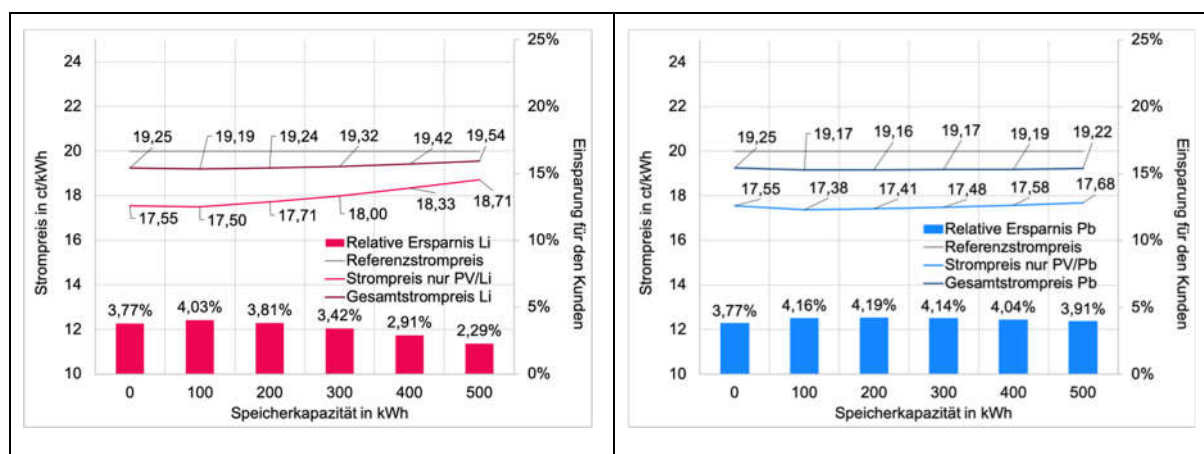 24
22
20
18
16
14
12
10
Strompreis in ct/kWh
25%
20%
15%
10%
5%
0%
Einsparung für den Kunden
19,25 19,19 19,24 19,32 19,42 19,54
17,55 17,50 17,71 18,00 18,33 18,71
Relative Ersparnis Li
Referenzstrompreis
Strompreis nur PV/Li
Gesamtstrompreis Li
3,77% 4,03% 3,81% 3,42% 2,91% 2,29%
0 100 200 300 400 500
Speicherkapazität in kWh
24
22
20
18
16
14
12
10
Strompreis in ct/kWh
25%
20%
15%
10%
5%
0%
Einsparung für den Kunden
19,25 19,17 19,16 19,17 19,19 19,22
17,55 17,38 17,41 17,48 17,58 17,68
Relative Ersparnis Pb
Referenzstrompreis
Strompreis nur PV/Pb
Gesamtstrompreis Pb
3,77% 4,16% 4,19% 4,14% 4,04% 3,91%
0 100 200 300 400 500
Speicherkapazität in kWh